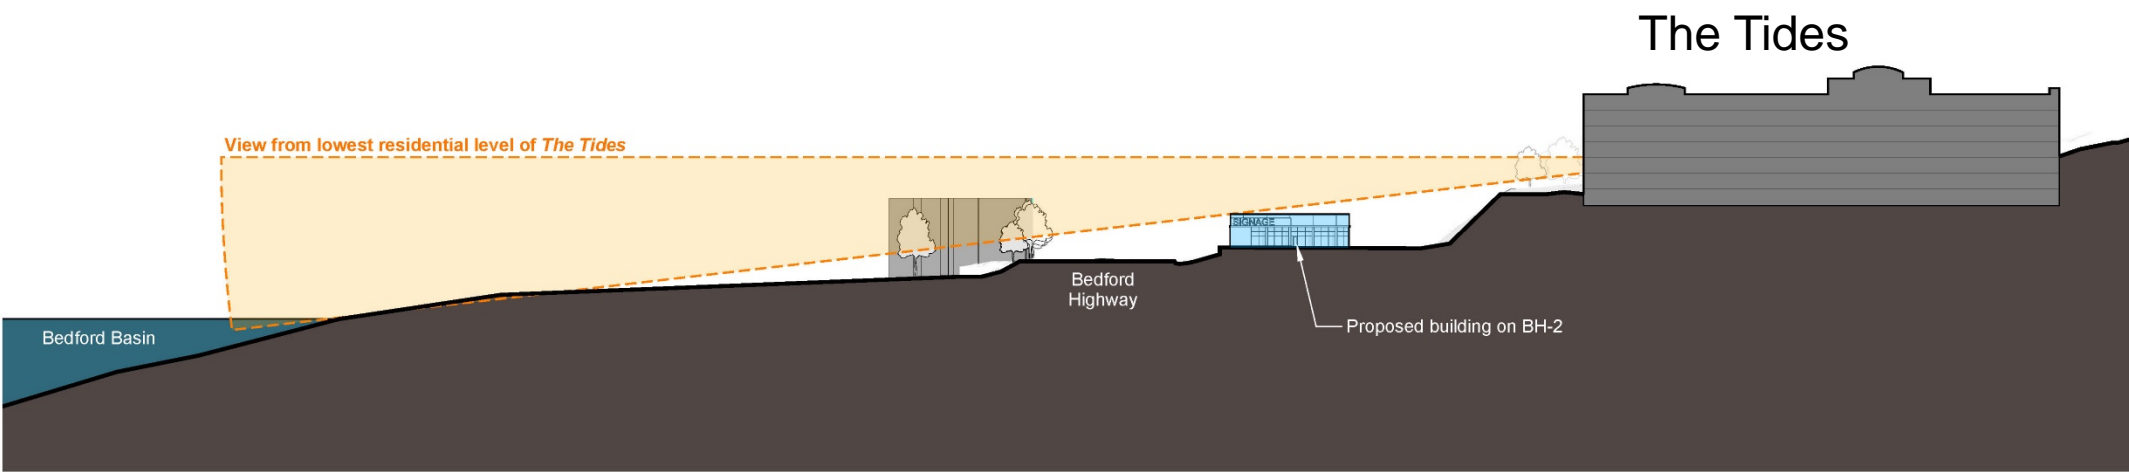 The Tides
View from lowest residential level of The Tides
SIGNAGE
Bedford
Highway
Proposed building on BH-2
Bedford Basin